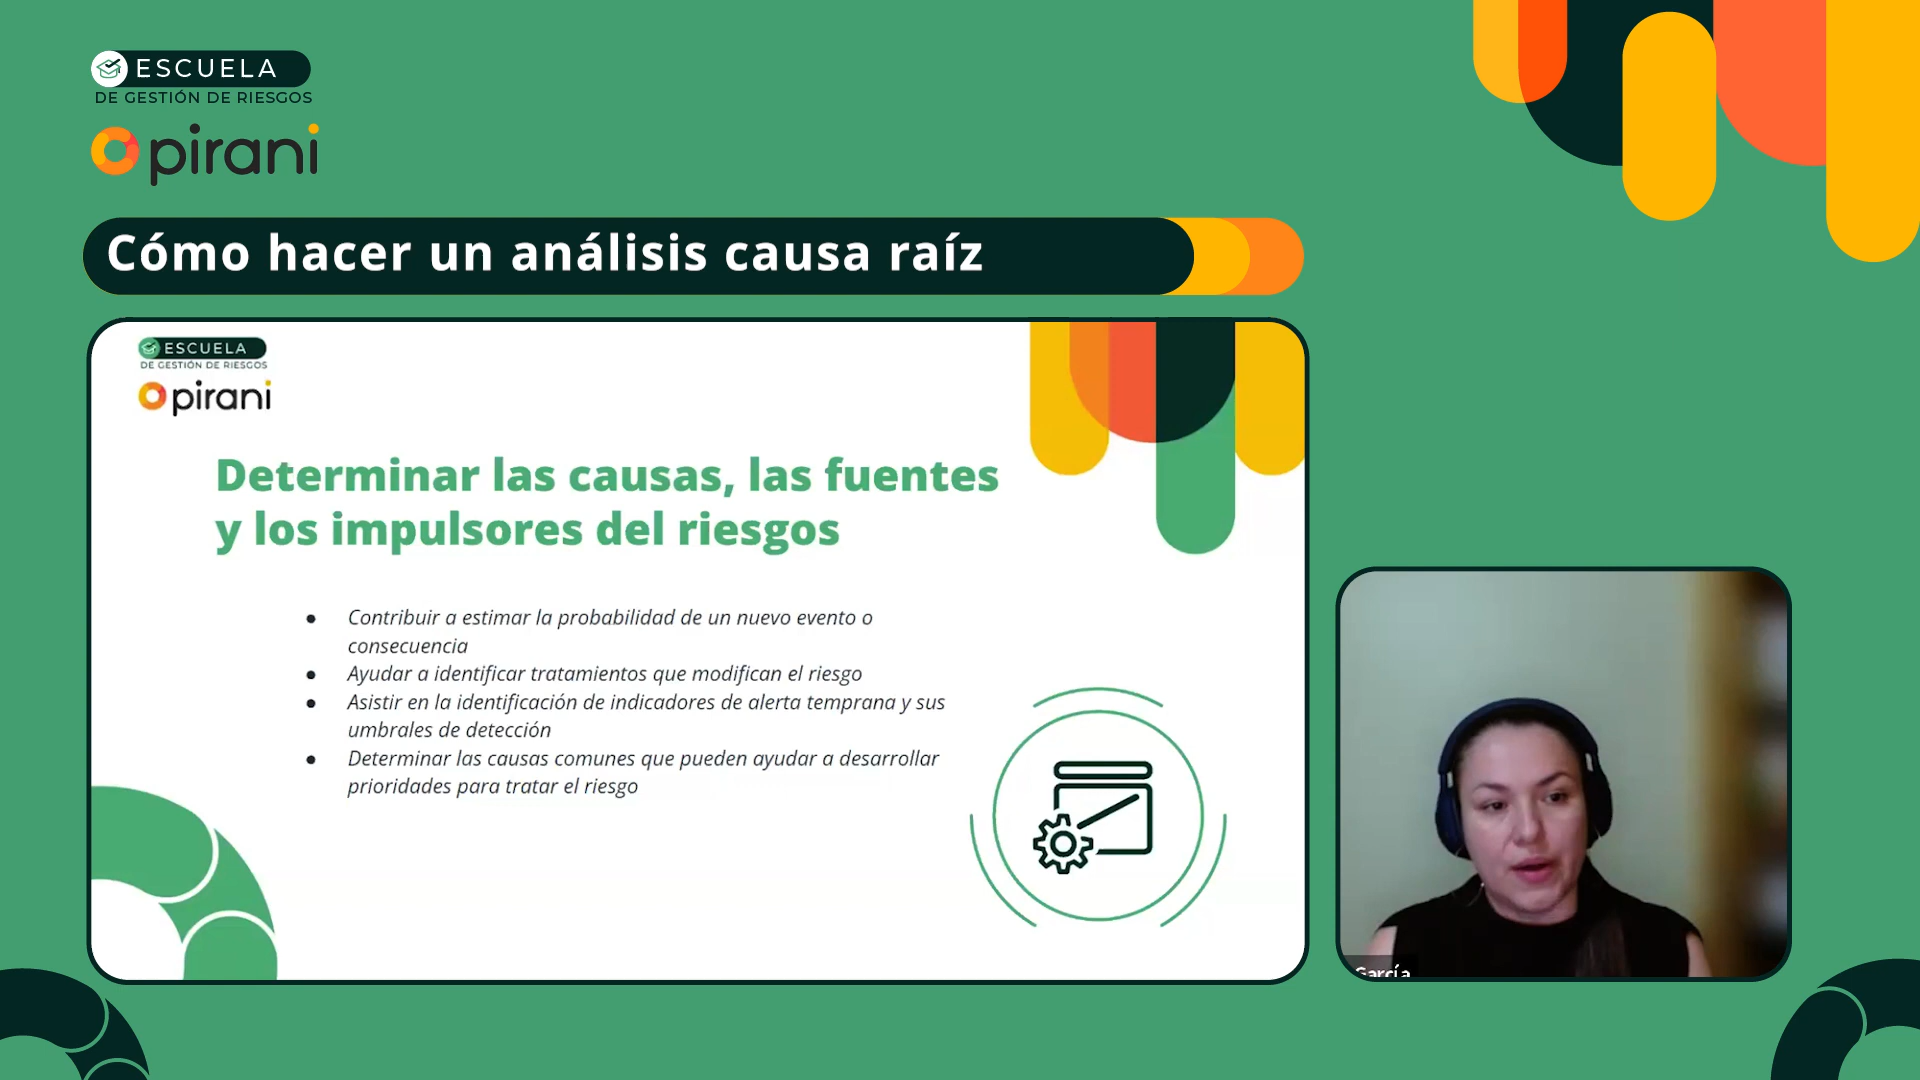 ESCUELA
DE GESTIÓN DE RIESGOS
pirani
Cómo hacer un análisis causa raíz
ESCUELA
DE GESTIÓN DE RIESGOS
pirani
Determinar las causas, las fuentes
y los impulsores del riesgos
● Contribuir a estimar la probabilidad de un nuevo evento o
consecuencia
● Ayudar a identificar tratamientos que modifican el riesgo
● Asistir en la identificación de indicadores de alerta temprana y sus
umbrales de detección
● Determinar las causas comunes que pueden ayudar a desarrollar
prioridades para tratar el riesgo
García